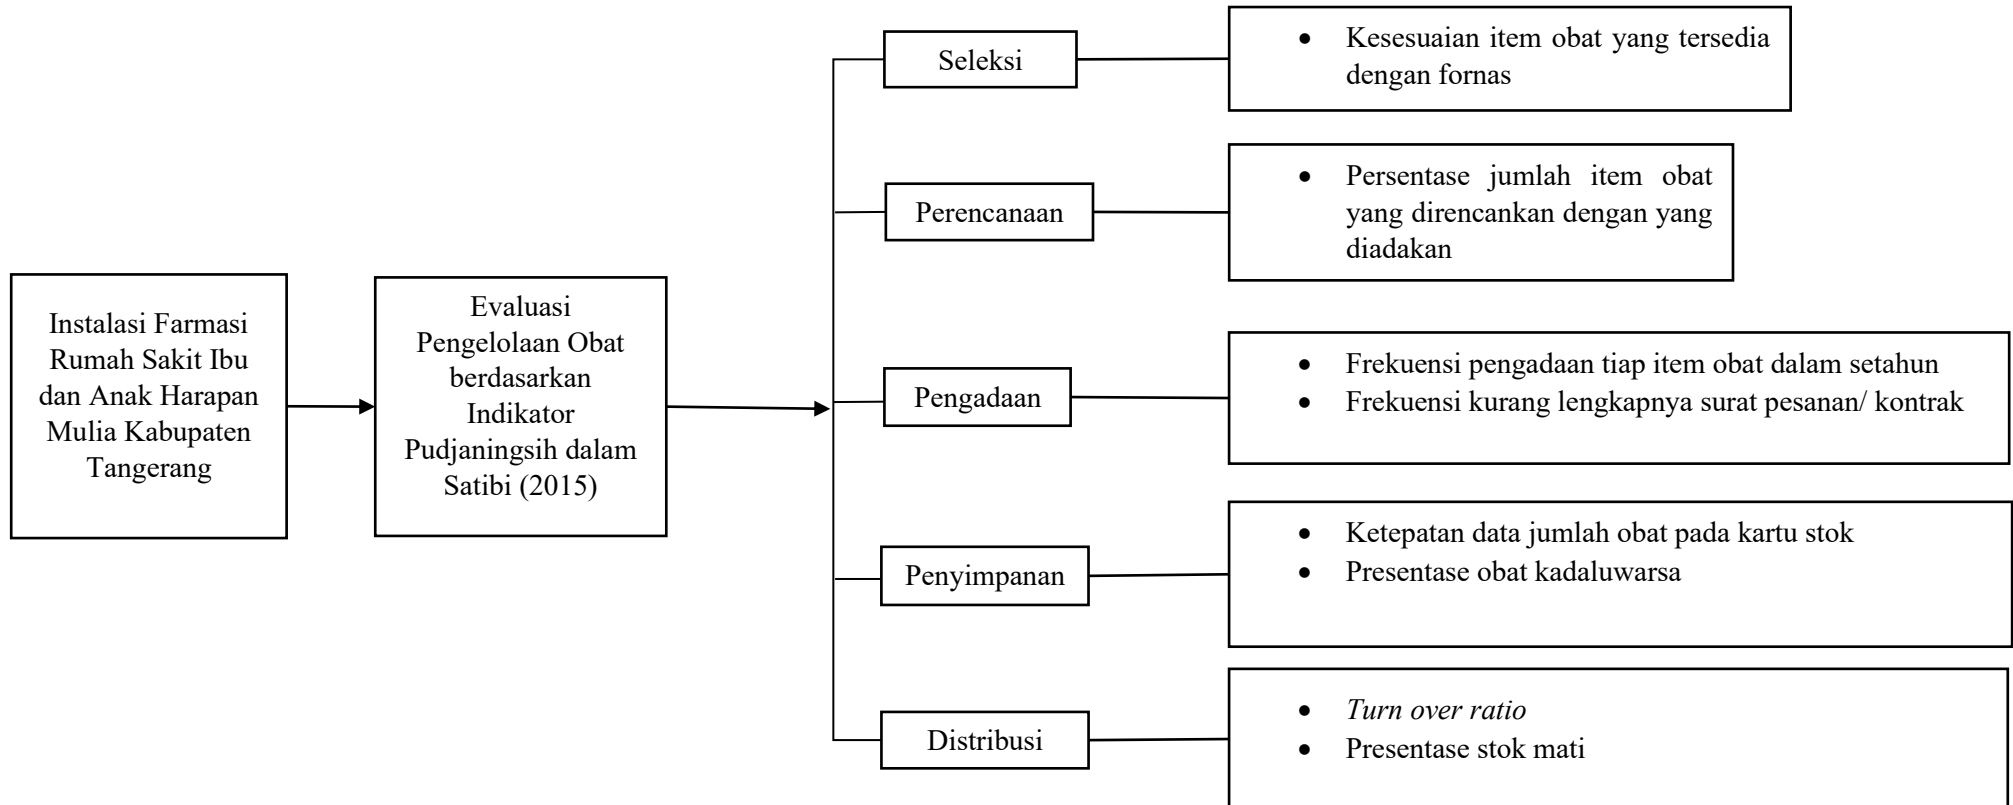 Instalasi Farmasi
Rumah Sakit Ibu
dan Anak Harapan
Mulia Kabupaten
Tangerang
Evaluasi
Pengelolaan Obat
berdasarkan
Indikator
Pudjaningsih dalam
Satibi (2015)
Seleksi
• Kesesuaian item obat yang tersedia
dengan fornas
Perencanaan
• Persentase jumlah item obat
yang direncankan dengan yang
diadakan
Pengadaan
• Frekuensi pengadaan tiap item obat dalam setahun
• Frekuensi kurang lengkapnya surat pesanan/ kontrak
Penyimpanan
• Ketepatan data jumlah obat pada kartu stok
• Presentase obat kadaluwarsa
Distribusi
• Turn over ratio
• Presentase stok mati